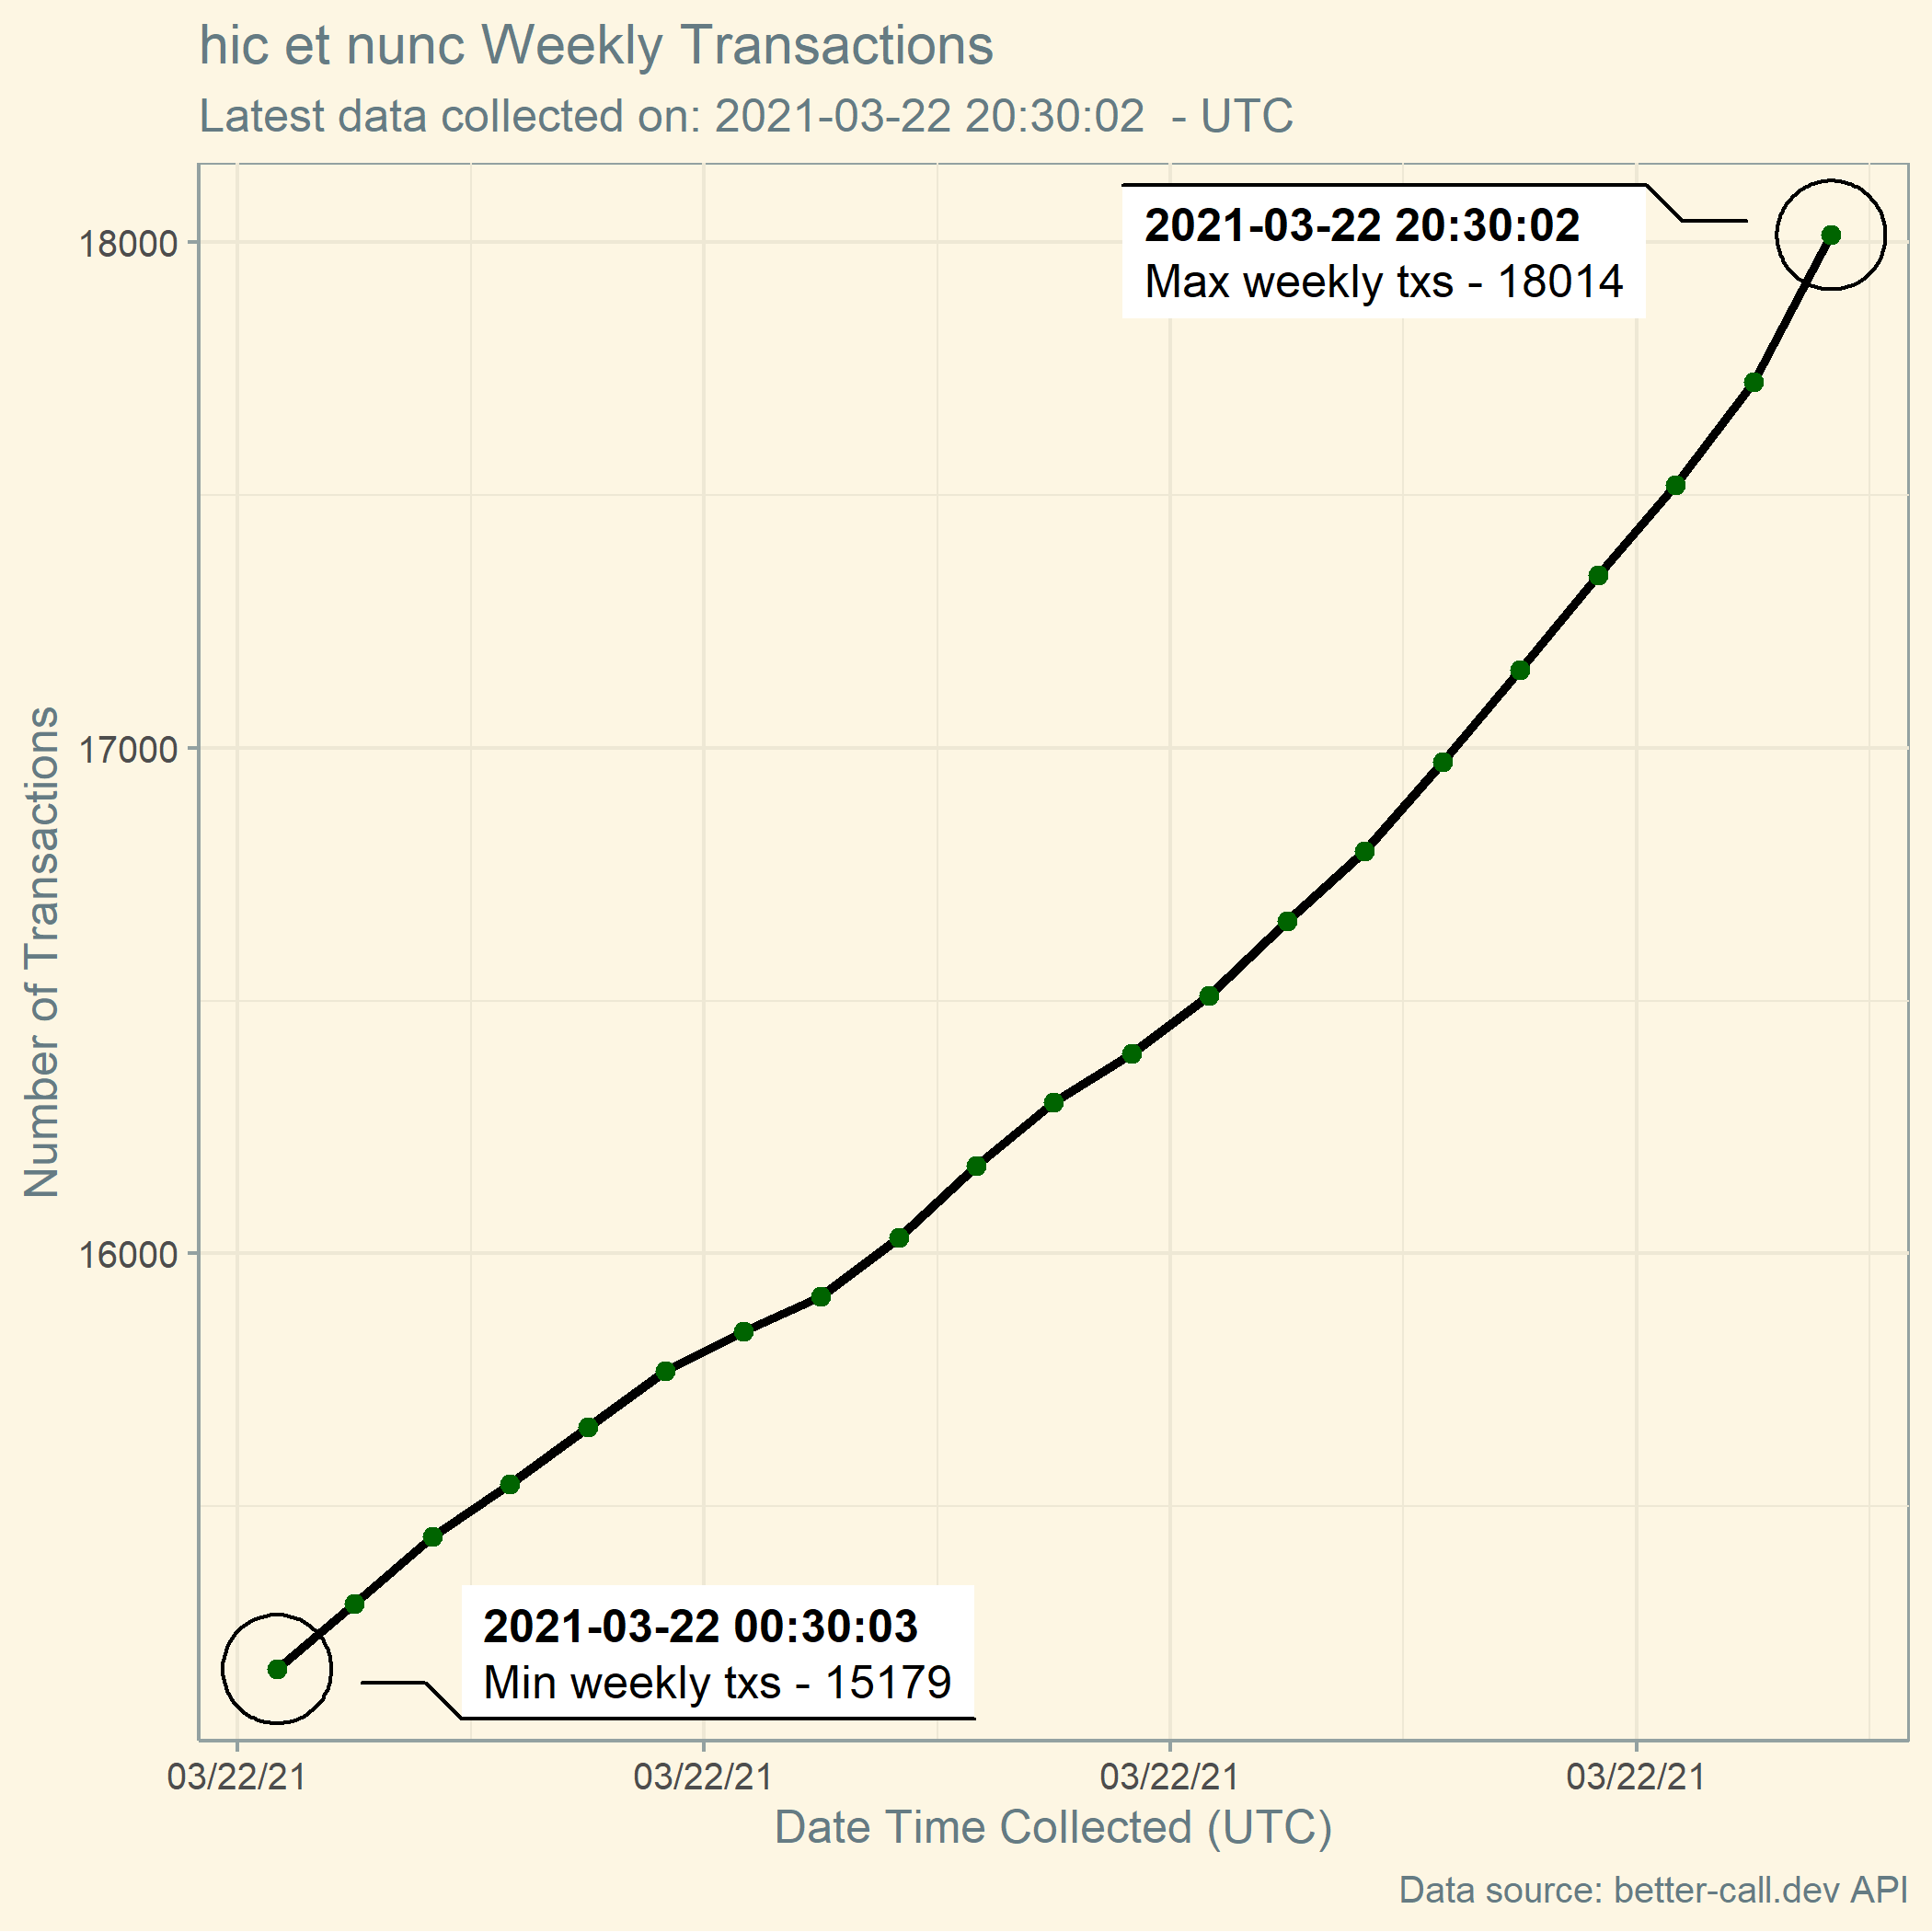 hic et nunc Weekly Transactions
Latest data collected on: 2021-03-22 20:30:02  - UTC
2021-03-22 20:30:02
Max weekly txs - 18014
18000
17000
16000
Number of Transactions
2021-03-22 00:30:03
Min weekly txs - 15179
03/22/21 03/22/21 03/22/21 03/22/21
Date Time Collected (UTC)
Data source: better-call.dev API